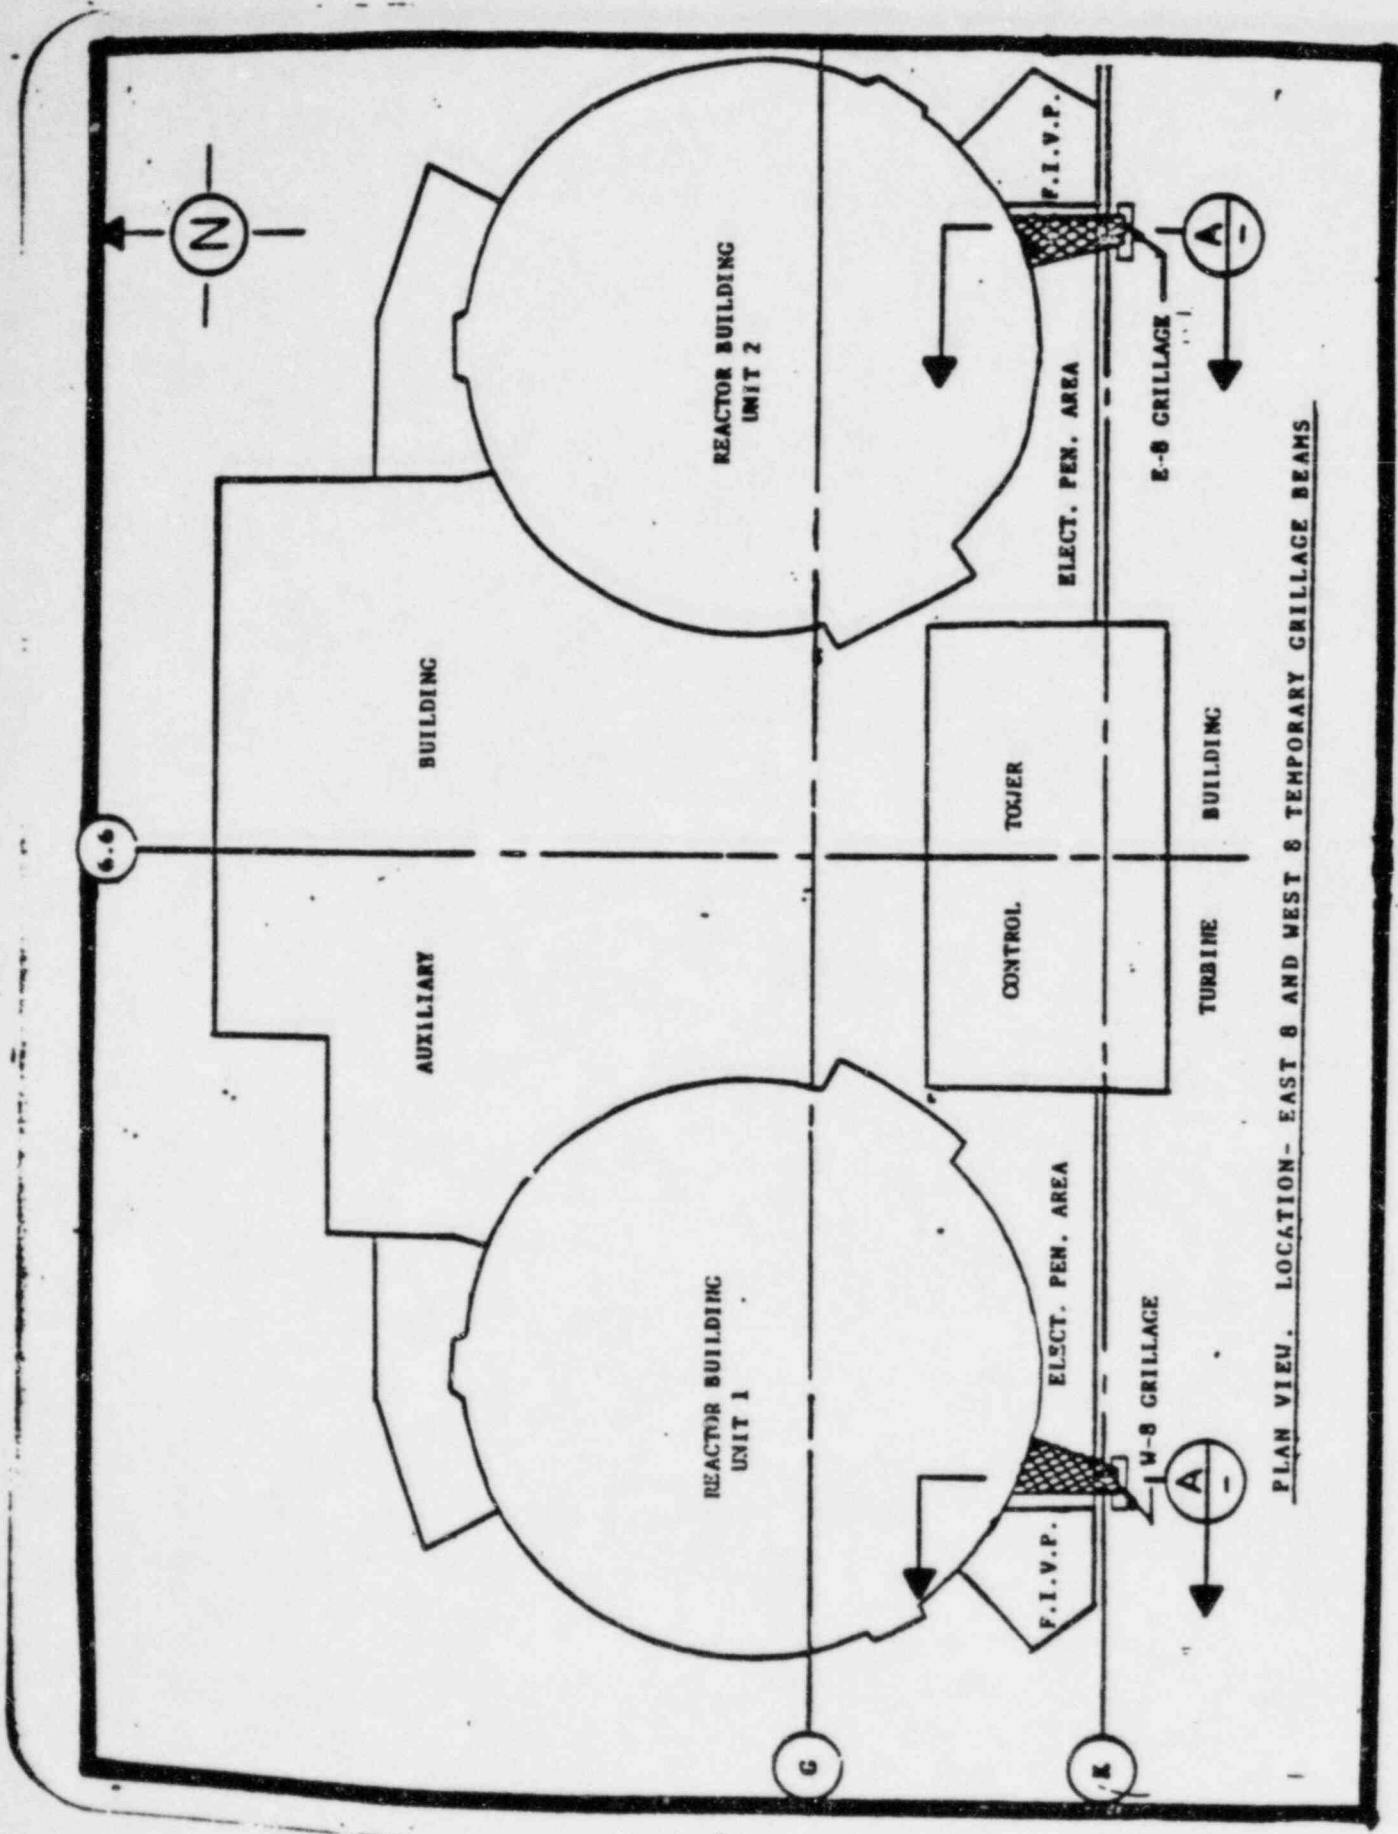 N
6.6
AUXILIARY BUILDING
REACTOR BUILDING
UNIT 1
REACTOR BUILDING
UNIT 2
G
CONTROL TOWER
F.I.V.P.
ELECT. PEN. AREA
ELECT. PEN. AREA
F.I.V.P.
K
W-8 GRILLAGE
E-8 GRILLAGE
A
-
TURBINE BUILDING
A
-
PLAN VIEW. LOCATION- EAST 8 AND WEST 8 TEMPORARY GRILLAGE BEAMS